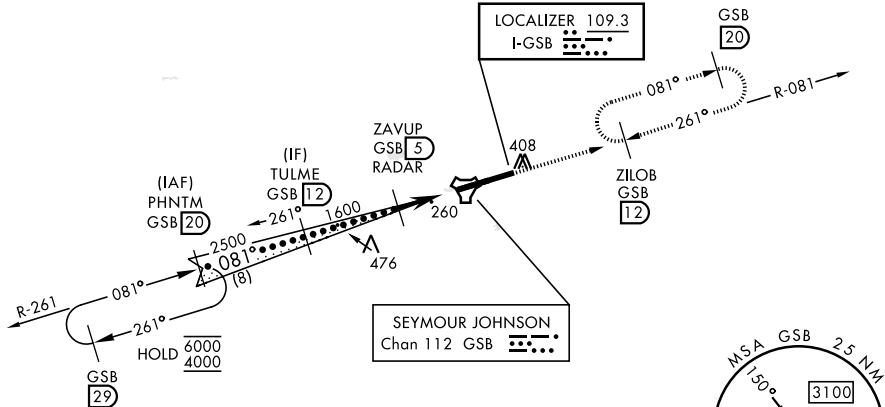 LOCALIZER 109.3
I-GSB
GSB
20
081°
R-081
261°
408
ZILOB
GSB
12
ZAVUP
GSB 5
RADAR
(IF)
TULME
GSB 12
(IAF)
PHNTM
GSB 20
261°
1600
260
2500
081°
(8)
476
R-261
081°
261°
HOLD 6000
4000
GSB
29
SEYMOUR JOHNSON
Chan 112 GSB
MSA GSB 25 NM
150°
3100